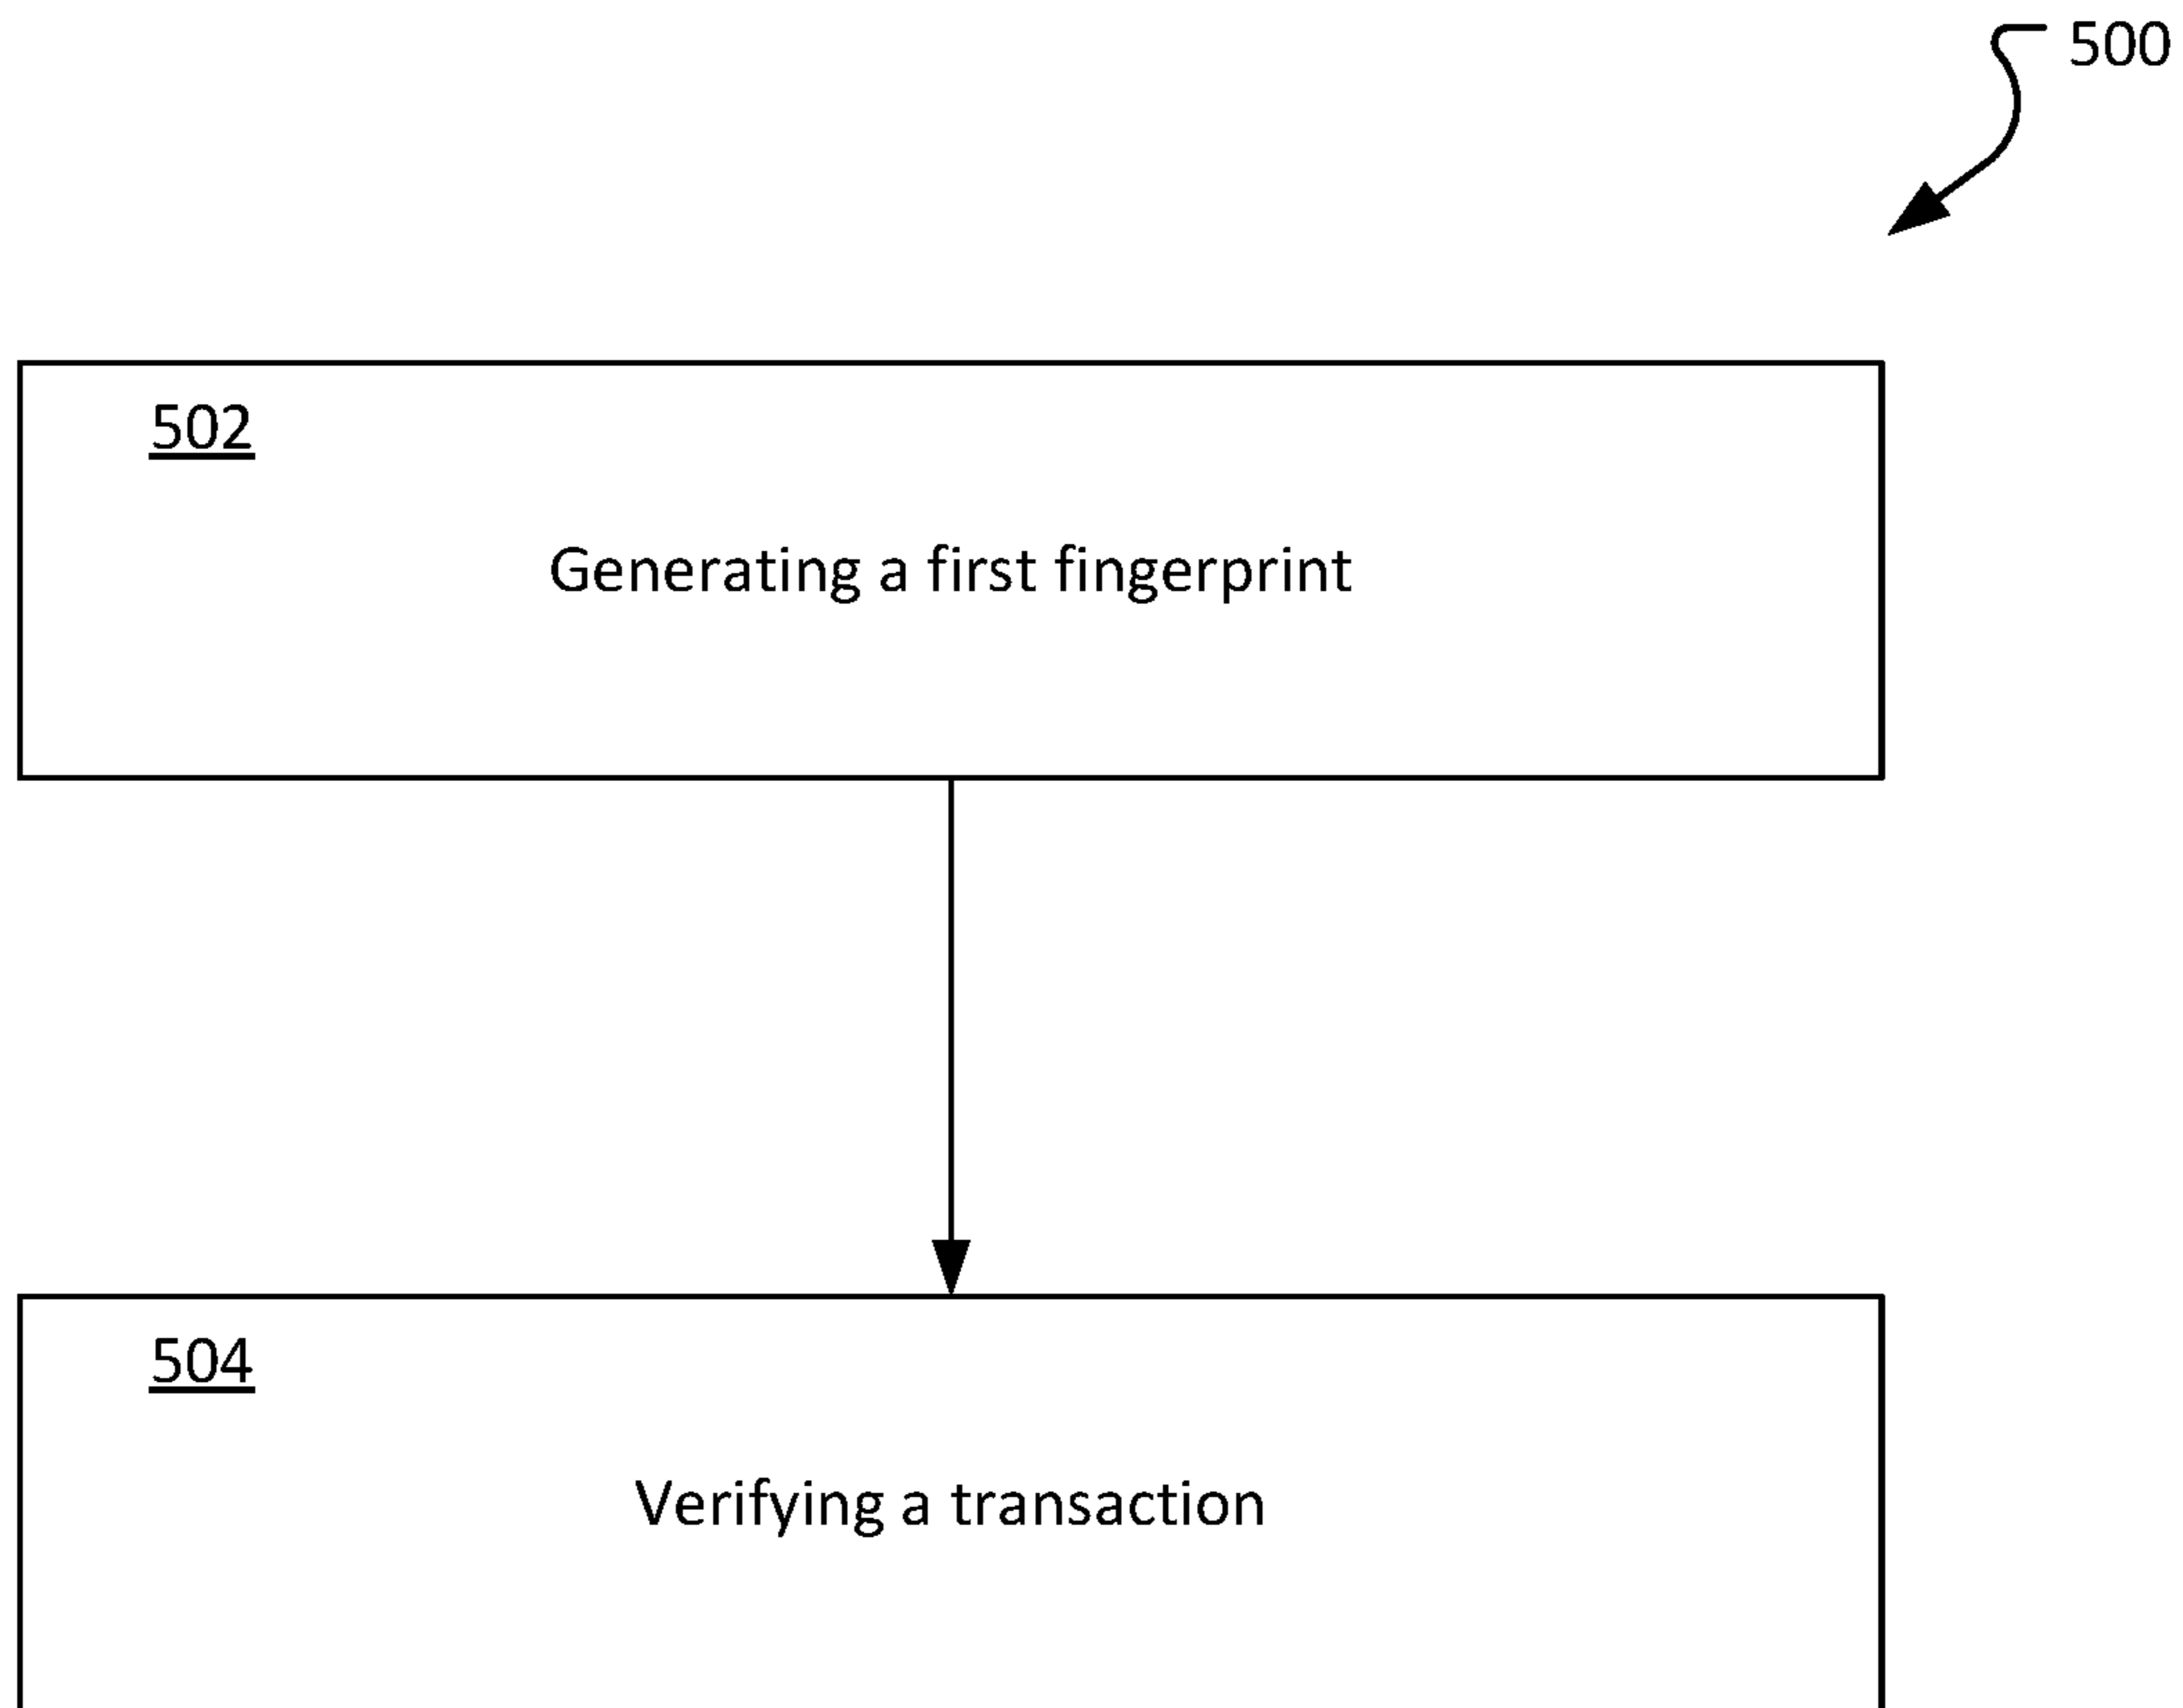 500
502
Generating a first fingerprint
504
Verifying a transaction